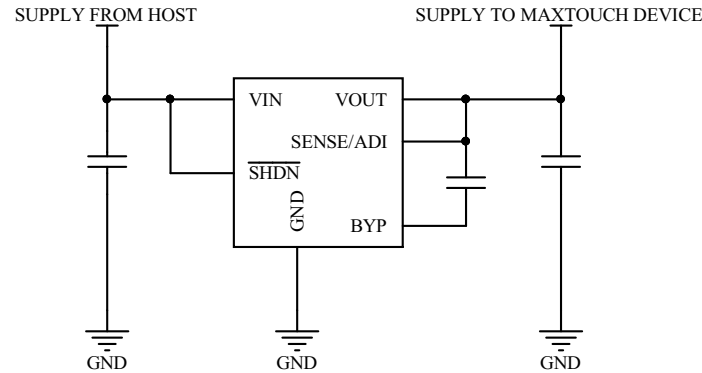 SUPPLY FROM HOST
SUPPLY TO MAXTOUCH DEVICE
VIN
VOUT
SENSE/ADI
SHDN
GND
BYP
GND
GND
GND